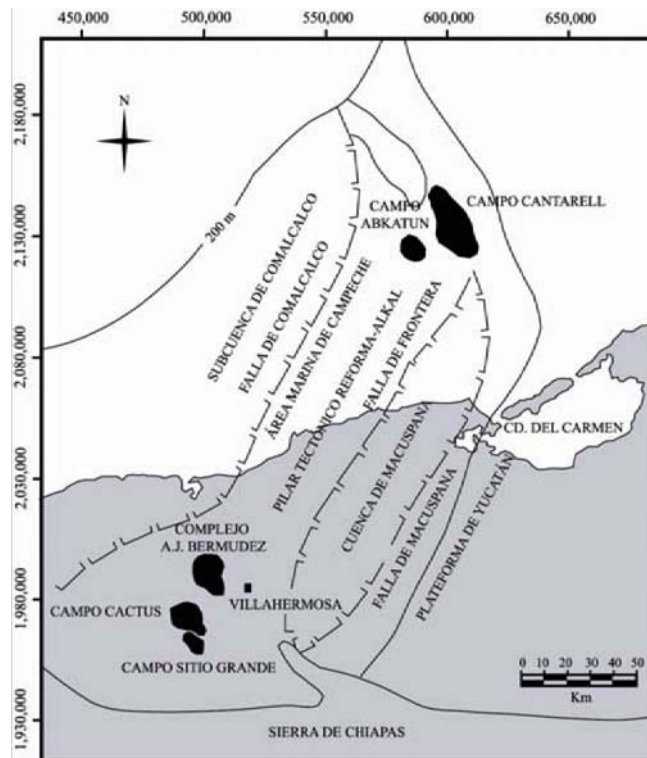 450,000
500,000
550,000
600,000
650,000
2,180,000
2,130,000
2,080,000
2,030,000
1,980,000
1,930,000
N
200 m
CAMPO
ABKATUN
CAMPO CANTARELL
SUBCUENCA DE COMALCALCO
FALLA DE COMALCALCO
ÁREA MARINA DE CAMPECHE
PILAR TECTÓNICO REFORMA-ALKAL
FALLA DE FRONTERA
CUENCA DE MACUSPANA
FALLA DE MACUSPANA
PLATEFORMA DE YUCATÁN
CD. DEL CARMEN
COMPLEJO
A.J. BERMUDEZ
CAMPO CACTUS
VILLAHERMOSA
CAMPO SITIO GRANDE
0 10 20 30 40 50
Km
SIERRA DE CHIAPAS